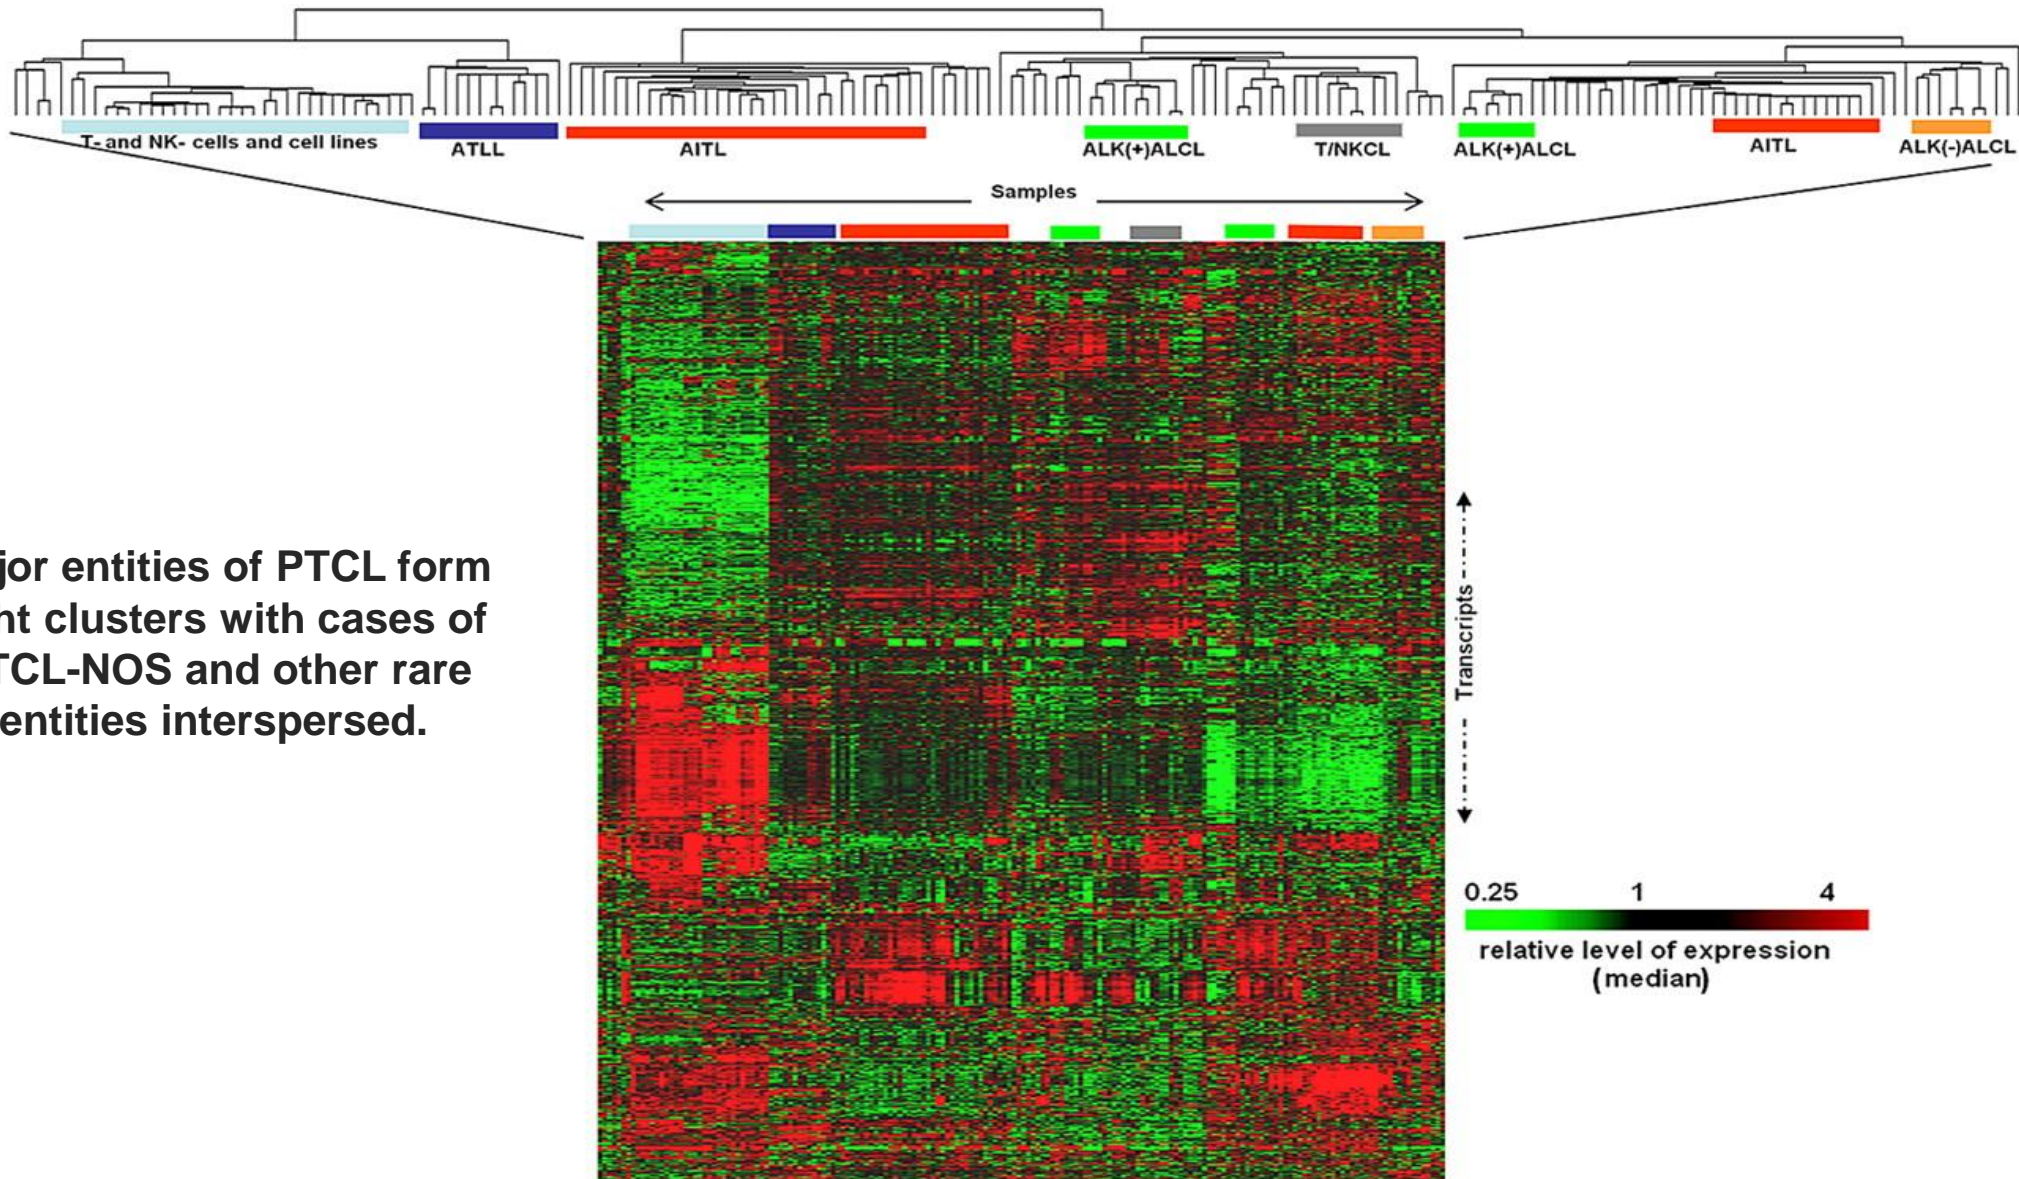 T- and NK- cells and cell lines
ATLL
AITL
ALK(+)ALCL
T/NKCL
ALK(+)ALCL
AITL
ALK(-)ALCL
Samples
jor entities of PTCL form
nt clusters with cases of
TCL-NOS and other rare
entities interspersed.
Transcripts
0.25 1 4
relative level of expression
(median)